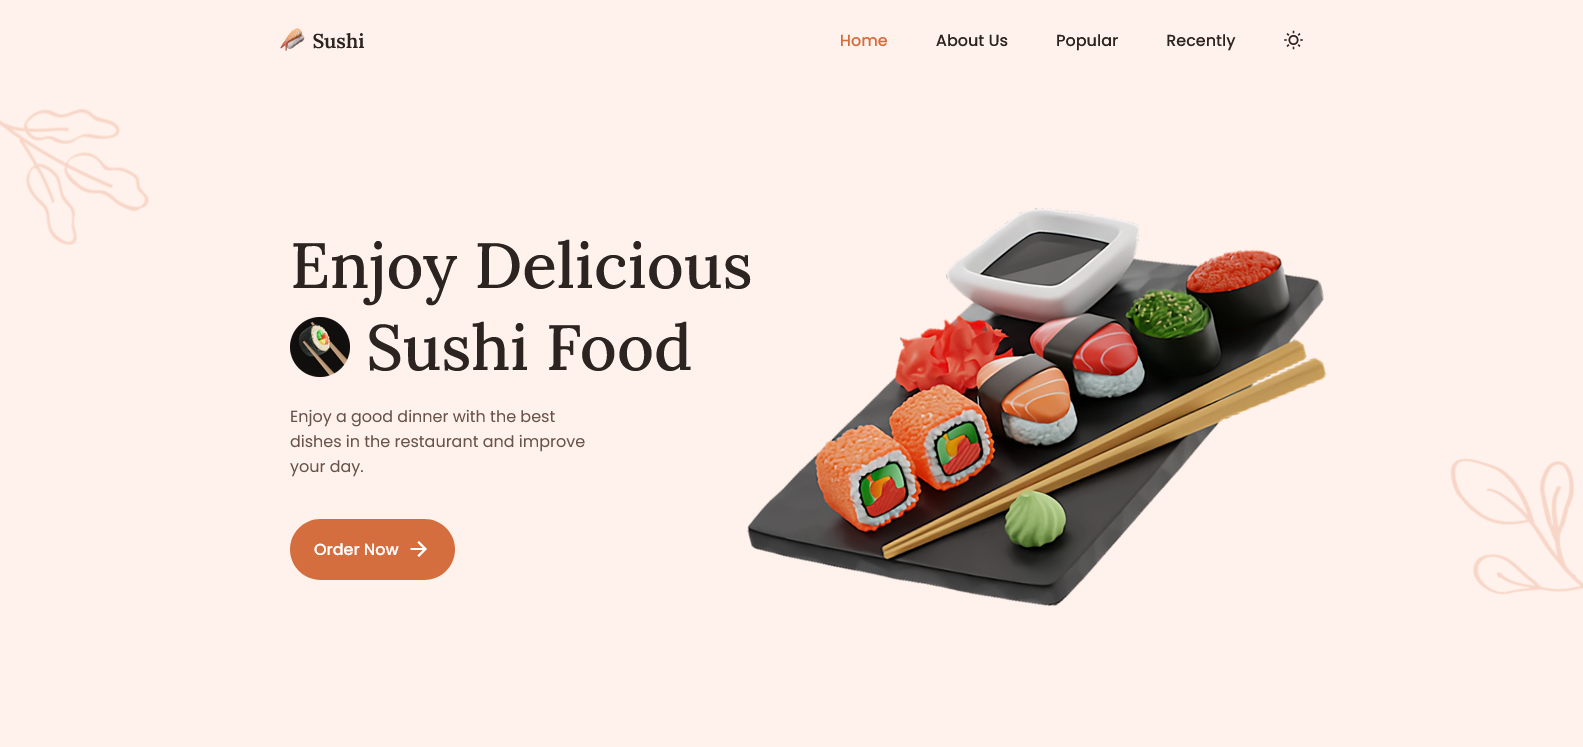 Sushi
Home
About Us
Popular
Recently
Enjoy Delicious
Sushi Food
Enjoy a good dinner with the best
dishes in the restaurant and improve
your day.
Order Now